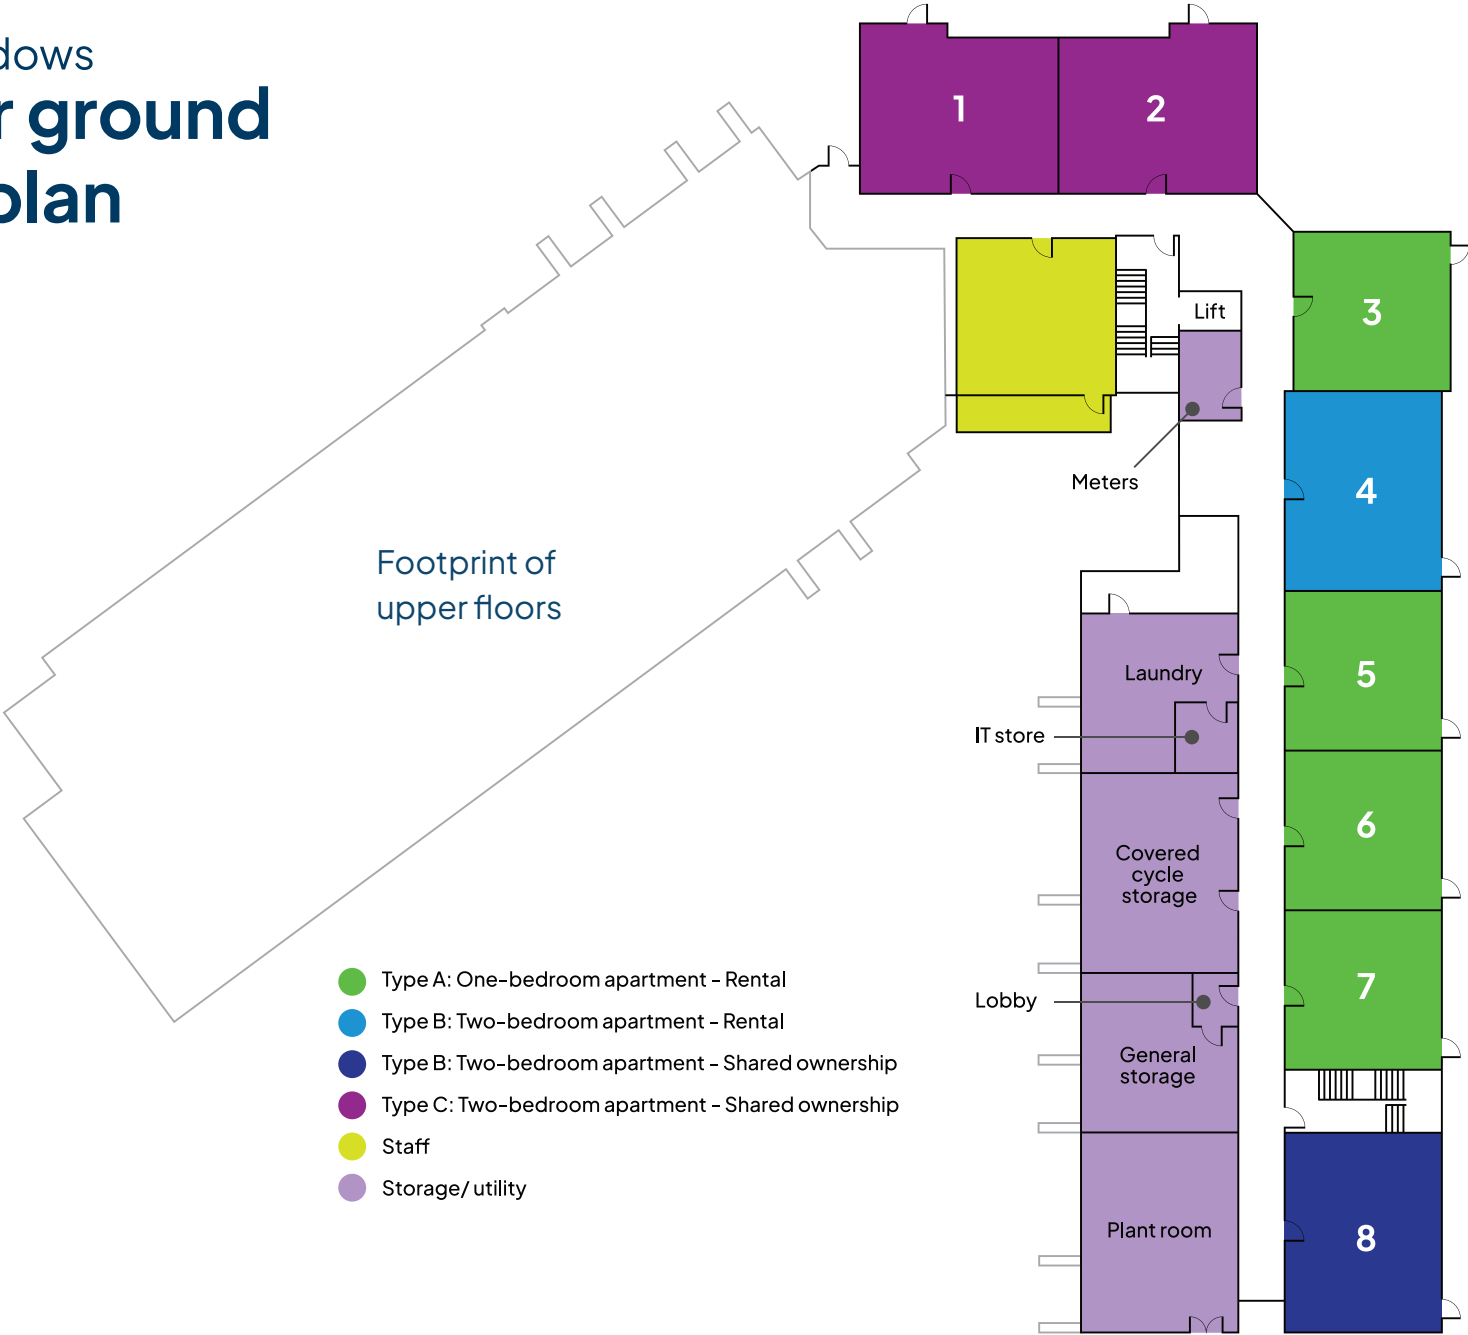 dows
r ground
plan
1
2
3
Lift
4
Meters
Footprint of
upper floors
5
Laundry
IT store
6
Covered
cycle
storage
7
Lobby
General
storage
Type A: One-bedroom apartment - Rental
Type B: Two-bedroom apartment - Rental
Type B: Two-bedroom apartment - Shared ownership
Type C: Two-bedroom apartment - Shared ownership
Staff
Storage/ utility
Plant room
8